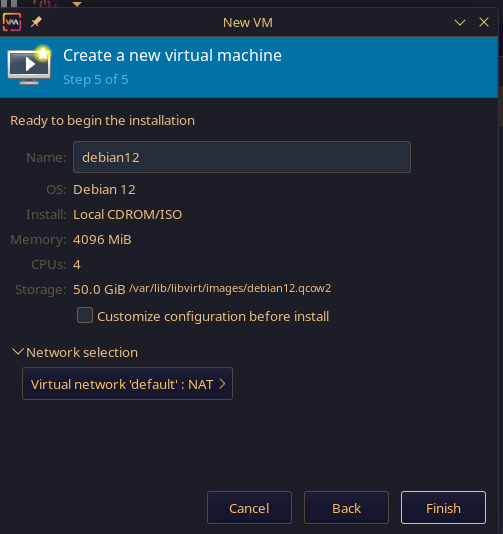 New VM
Create a new virtual machine
Step 5 of 5
Ready to begin the installation
Name: debian12
OS: Debian 12
Install: Local CDROM/ISO
Memory: 4096 MiB
CPUs: 4
Storage: 50.0 GiB /var/lib/libvirt/images/debian12.qcow2
Customize configuration before install
Network selection
Virtual network 'default' : NAT
Cancel Back Finish